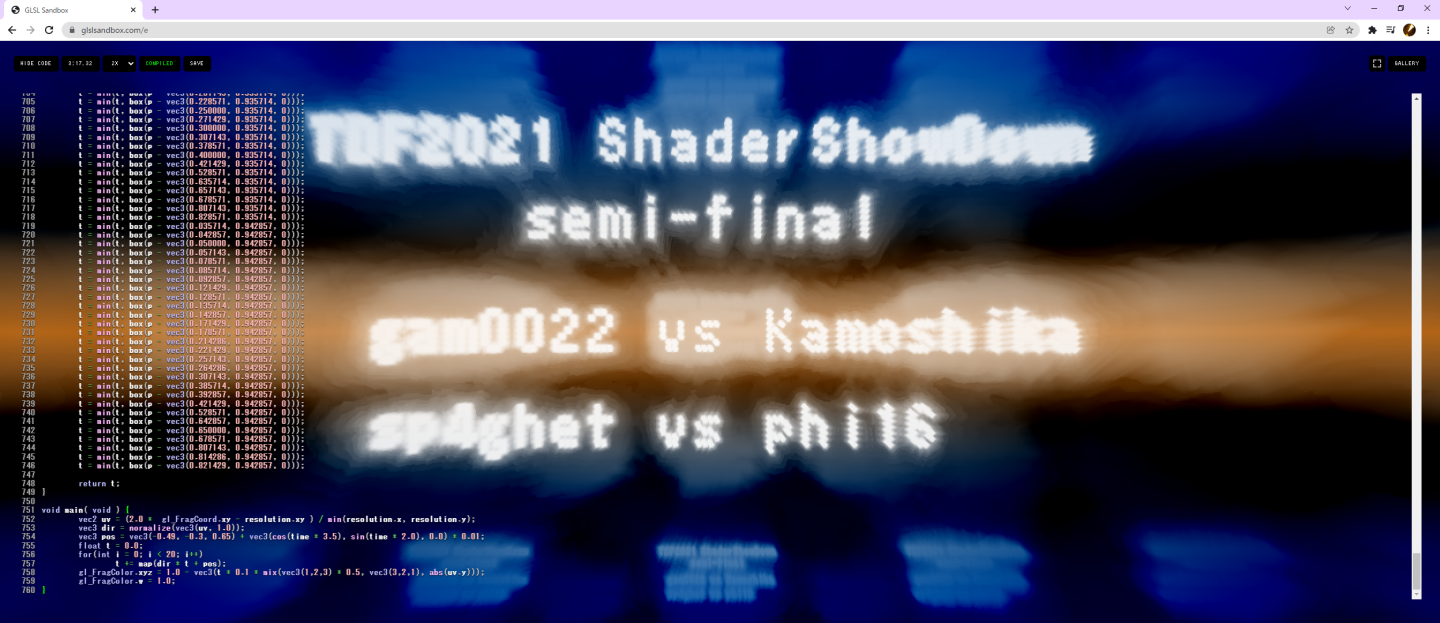 GLSL Sandbox
glslsandbox.com/e
HIDE CODE 3:17.32 2X COMPILED SAVE GALLERY
TDF2021 Shader ShowDown
semi-final
gam0022 vs Kamoshika
sp4ghet vs phi16
705 t = min(t, box(p - vec3(0.228571, 0.935714, 0)));
706 t = min(t, box(p - vec3(0.250000, 0.935714, 0)));
707 t = min(t, box(p - vec3(0.271429, 0.935714, 0)));
708 t = min(t, box(p - vec3(0.300000, 0.935714, 0)));
709 t = min(t, box(p - vec3(0.307143, 0.935714, 0)));
710 t = min(t, box(p - vec3(0.378571, 0.935714, 0)));
711 t = min(t, box(p - vec3(0.400000, 0.935714, 0)));
712 t = min(t, box(p - vec3(0.421429, 0.935714, 0)));
713 t = min(t, box(p - vec3(0.528571, 0.935714, 0)));
714 t = min(t, box(p - vec3(0.635714, 0.935714, 0)));
715 t = min(t, box(p - vec3(0.657143, 0.935714, 0)));
716 t = min(t, box(p - vec3(0.678571, 0.935714, 0)));
717 t = min(t, box(p - vec3(0.807143, 0.935714, 0)));
718 t = min(t, box(p - vec3(0.828571, 0.935714, 0)));
719 t = min(t, box(p - vec3(0.035714, 0.942857, 0)));
720 t = min(t, box(p - vec3(0.042857, 0.942857, 0)));
721 t = min(t, box(p - vec3(0.050000, 0.942857, 0)));
722 t = min(t, box(p - vec3(0.057143, 0.942857, 0)));
723 t = min(t, box(p - vec3(0.078571, 0.942857, 0)));
724 t = min(t, box(p - vec3(0.085714, 0.942857, 0)));
725 t = min(t, box(p - vec3(0.092857, 0.942857, 0)));
726 t = min(t, box(p - vec3(0.121429, 0.942857, 0)));
727 t = min(t, box(p - vec3(0.128571, 0.942857, 0)));
728 t = min(t, box(p - vec3(0.135714, 0.942857, 0)));
729 t = min(t, box(p - vec3(0.142857, 0.942857, 0)));
730 t = min(t, box(p - vec3(0.171429, 0.942857, 0)));
731 t = min(t, box(p - vec3(0.178571, 0.942857, 0)));
732 t = min(t, box(p - vec3(0.214286, 0.942857, 0)));
733 t = min(t, box(p - vec3(0.221429, 0.942857, 0)));
734 t = min(t, box(p - vec3(0.257143, 0.942857, 0)));
735 t = min(t, box(p - vec3(0.264286, 0.942857, 0)));
736 t = min(t, box(p - vec3(0.307143, 0.942857, 0)));
737 t = min(t, box(p - vec3(0.385714, 0.942857, 0)));
738 t = min(t, box(p - vec3(0.392857, 0.942857, 0)));
739 t = min(t, box(p - vec3(0.421429, 0.942857, 0)));
740 t = min(t, box(p - vec3(0.528571, 0.942857, 0)));
741 t = min(t, box(p - vec3(0.642857, 0.942857, 0)));
742 t = min(t, box(p - vec3(0.650000, 0.942857, 0)));
743 t = min(t, box(p - vec3(0.678571, 0.942857, 0)));
744 t = min(t, box(p - vec3(0.807143, 0.942857, 0)));
745 t = min(t, box(p - vec3(0.814286, 0.942857, 0)));
746 t = min(t, box(p - vec3(0.821429, 0.942857, 0)));
747
748 return t;
749 }
750
751 void main( void ) {
752 vec2 uv = (2.0 * gl_FragCoord.xy - resolution.xy ) / min(resolution.x, resolution.y);
753 vec3 dir = normalize(vec3(uv, 1.0));
754 vec3 pos = vec3(-0.49, -0.3, 0.65) + vec3(cos(time * 3.5), sin(time * 2.0), 0.0) * 0.01;
755 float t = 0.0;
756 for(int i = 0; i < 20; i++)
757 t += map(dir * t + pos);
758 gl_FragColor.xyz = 1.0 - vec3(t * 0.1 * mix(vec3(1,2,3) * 0.5, vec3(3,2,1), abs(uv.y)));
759 gl_FragColor.w = 1.0;
760 }